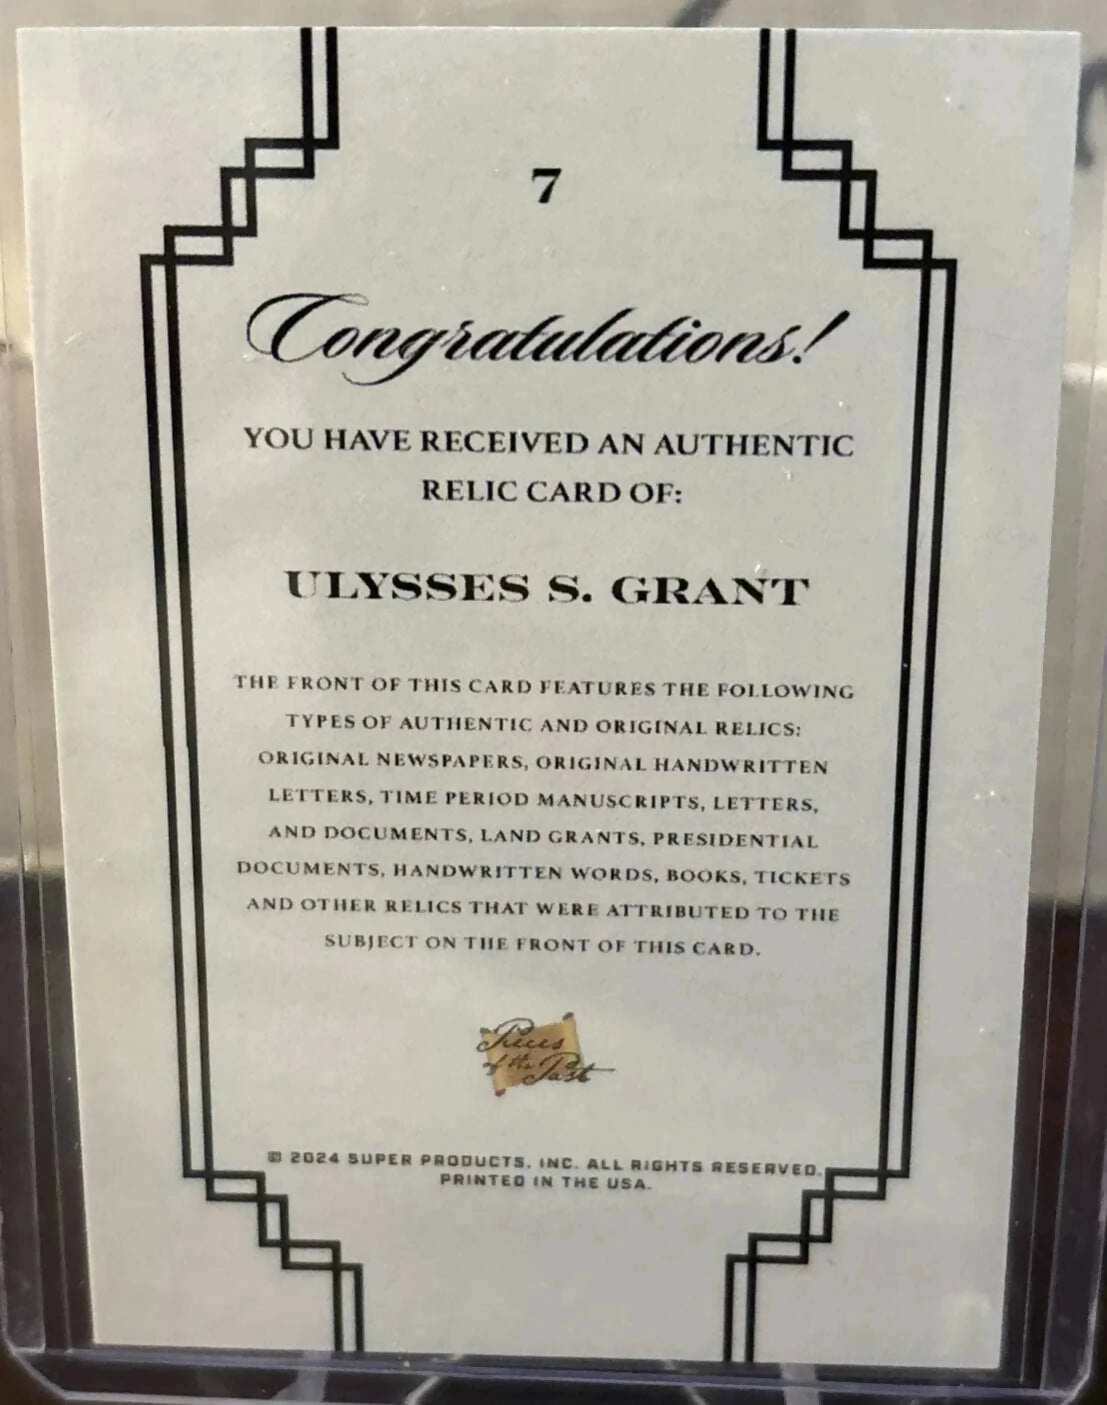 7
Congratulations!
YOU HAVE RECEIVED AN AUTHENTIC
RELIC CARD OF:
ULYSSES S. GRANT
THE FRONT OF THIS CARD FEATURES THE FOLLOWING
TYPES OF AUTHENTIC AND ORIGINAL RELICS:
ORIGINAL NEWSPAPERS, ORIGINAL HANDWRITTEN
LETTERS, TIME PERIOD MANUSCRIPTS, LETTERS,
AND DOCUMENTS, LAND GRANTS, PRESIDENTIAL
DOCUMENTS, HANDWRITTEN WORDS, BOOKS, TICKETS
AND OTHER RELICS THAT WERE ATTRIBUTED TO THE
SUBJECT ON THE FRONT OF THIS CARD.
Pieces
of the Past
© 2024 SUPER PRODUCTS, INC. ALL RIGHTS RESERVED.
PRINTED IN THE USA.